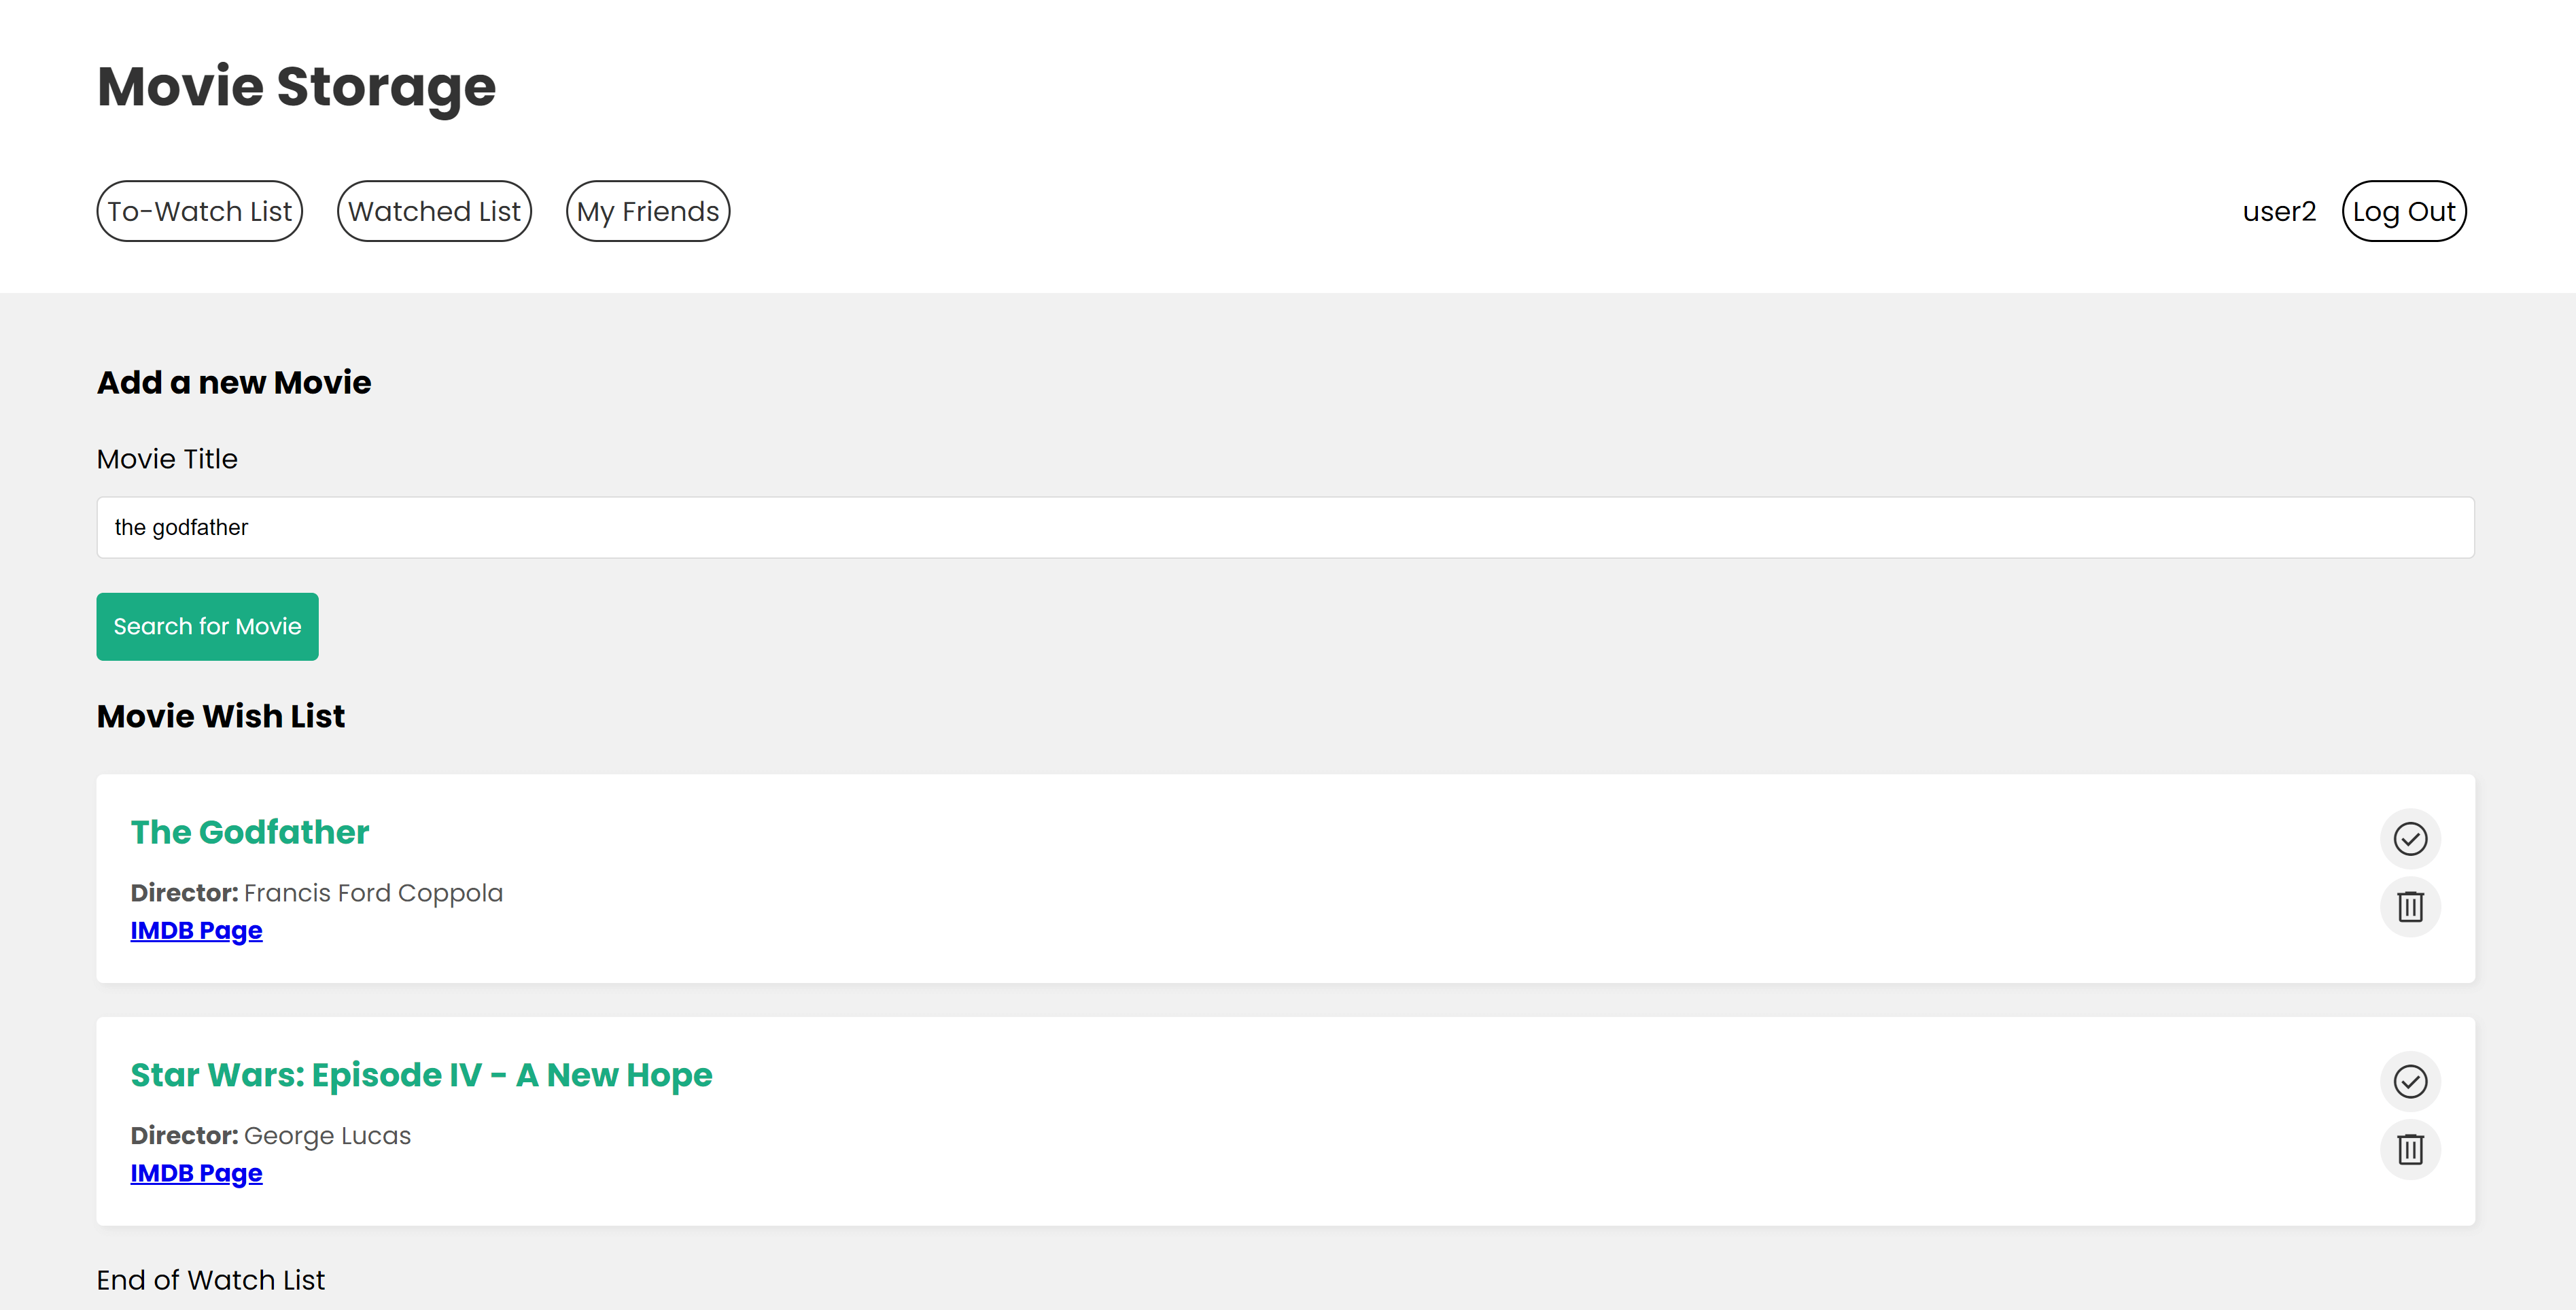 Movie Storage
To-Watch List Watched List My Friends user2 Log Out
Add a new Movie
Movie Title
the godfather
Search for Movie
Movie Wish List
The Godfather
Director: Francis Ford Coppola
IMDB Page
Star Wars: Episode IV - A New Hope
Director: George Lucas
IMDB Page
End of Watch List